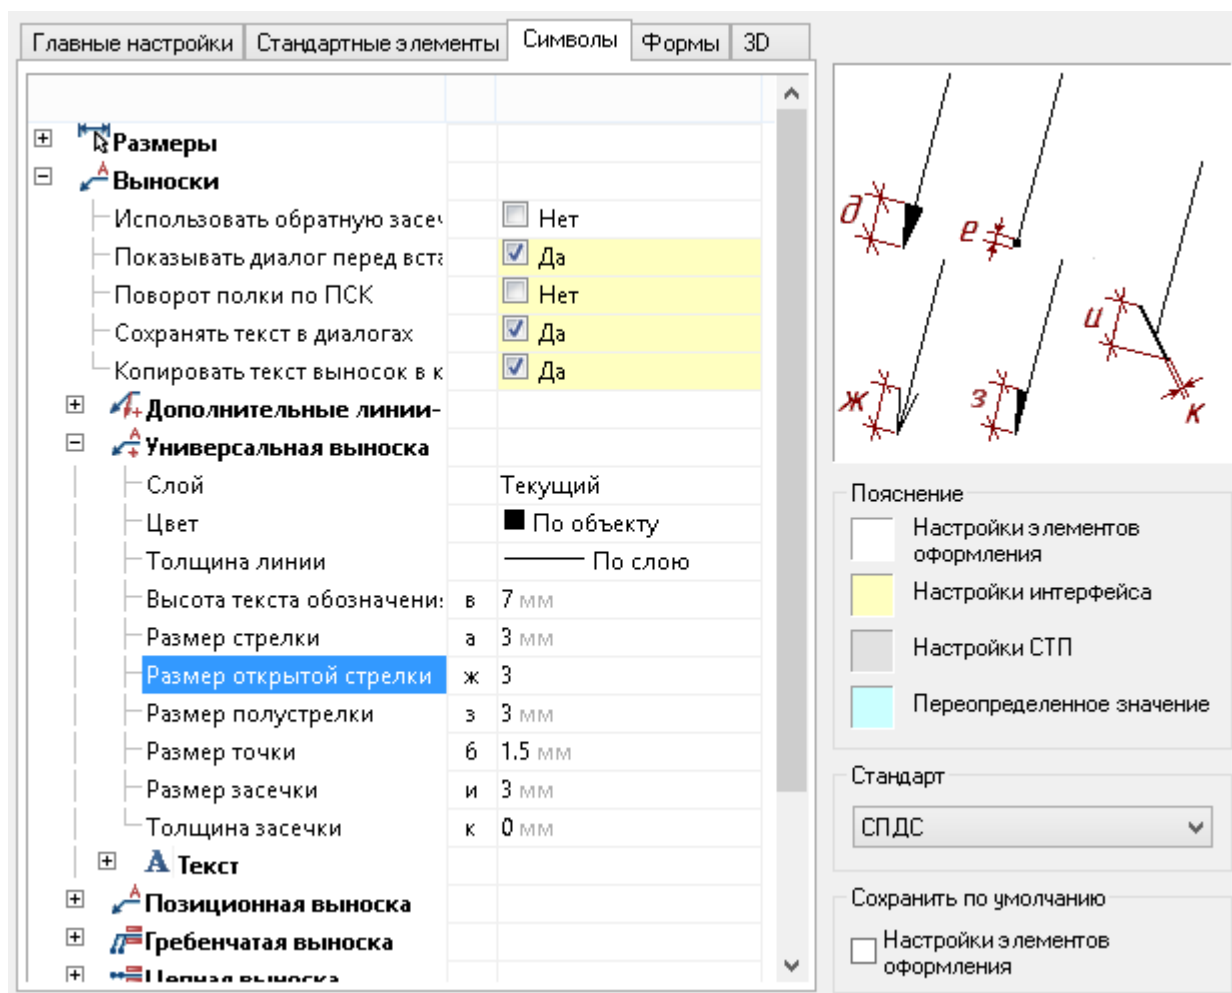 Главные настройки Стандартные элементы Символы Формы 3D
Размеры
Выноски
Использовать обратную засеч Нет
Показывать диалог перед вста Да
Поворот полки по ПСК Нет
Сохранять текст в диалогах Да
Копировать текст выносок в к Да
Дополнительные линии-
Универсальная выноска
Слой Текущий
Цвет По объекту
Толщина линии По слою
Высота текста обозначени: в 7 мм
Размер стрелки а 3 мм
Размер открытой стрелки ж 3
Размер полустрелки з 3 мм
Размер точки б 1.5 мм
Размер засечки и 3 мм
Толщина засечки к 0 мм
Текст
Позиционная выноска
Гребенчатая выноска
Цепная выноска
д е
и
ж з к
Пояснение
Настройки элементов
оформления
Настройки интерфейса
Настройки СТП
Переопределенное значение
Стандарт
СПДС
Сохранить по умолчанию
Настройки элементов
оформления